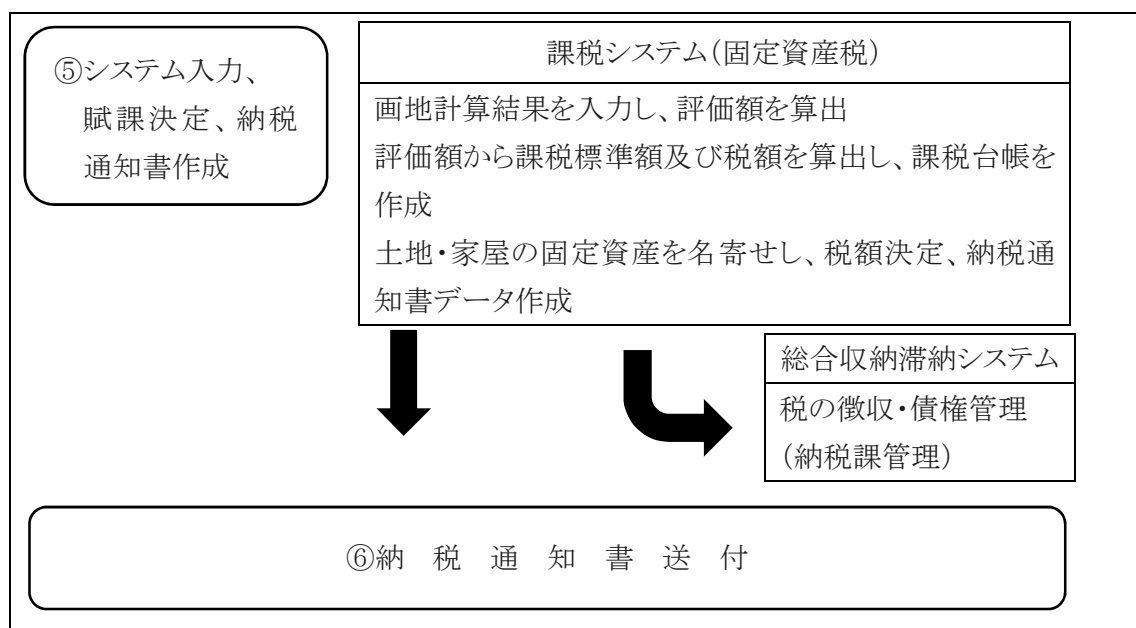 ⑤システム入力、
賦課決定、納税
通知書作成
課税システム(固定資産税)
画地計算結果を入力し、評価額を算出
評価額から課税標準額及び税額を算出し、課税台帳を
作成
土地・家屋の固定資産を名寄せし、税額決定、納税通
知書データ作成
総合収納滞納システム
税の徴収・債権管理
(納税課管理)
⑥納 税 通 知 書 送 付